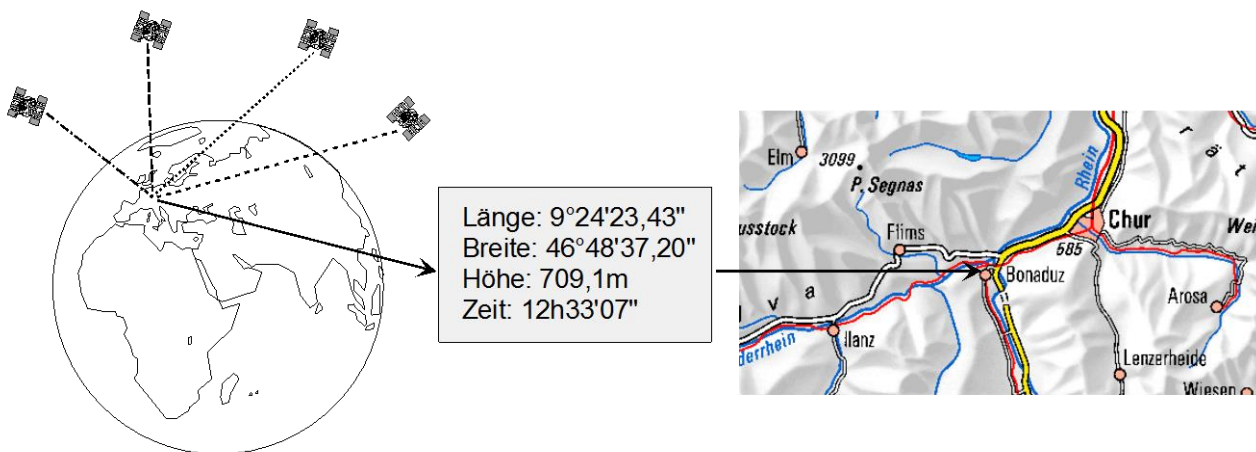 Länge: 9°24'23,43"
Breite: 46°48'37,20"
Höhe: 709,1m
Zeit: 12h33'07"
Elm
3099
P. Segnas
Rhein
r ä t
usstock
Flims
Chur
585
Wei
Bonaduz
v a
Arosa
Ilanz
derrhein
Lenzerheide
Wiesen